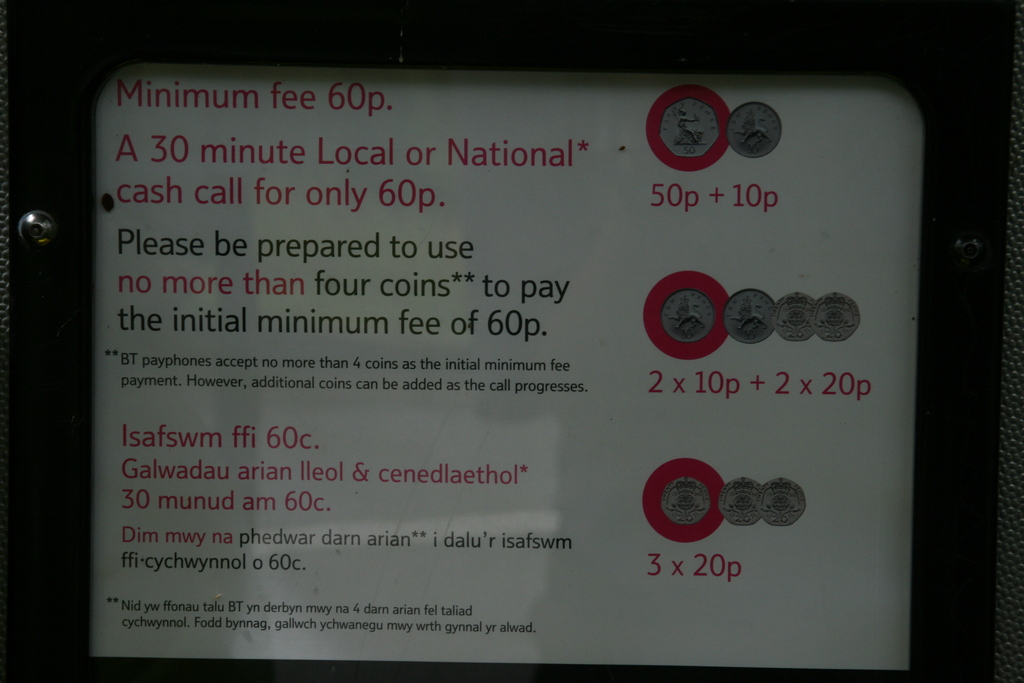 Minimum fee 60p.
A 30 minute Local or National*
cash call for only 60p.
Please be prepared to use
no more than four coins** to pay
the initial minimum fee of 60p.
**BT payphones accept no more than 4 coins as the initial minimum fee
payment. However, additional coins can be added as the call progresses.
Isafswm ffi 60c.
Galwadau arian lleol & cenedlaethol*
30 munud am 60c.
Dim mwy na phedwar darn arian** i dalu'r isafswm
ffi·cychwynnol o 60c.
**Nid yw ffonau talu BT yn derbyn mwy na 4 darn arian fel taliad
cychwynnol. Fodd bynnag, gallwch ychwanegu mwy wrth gynnal yr alwad.
50p + 10p
2 x 10p + 2 x 20p
3 x 20p